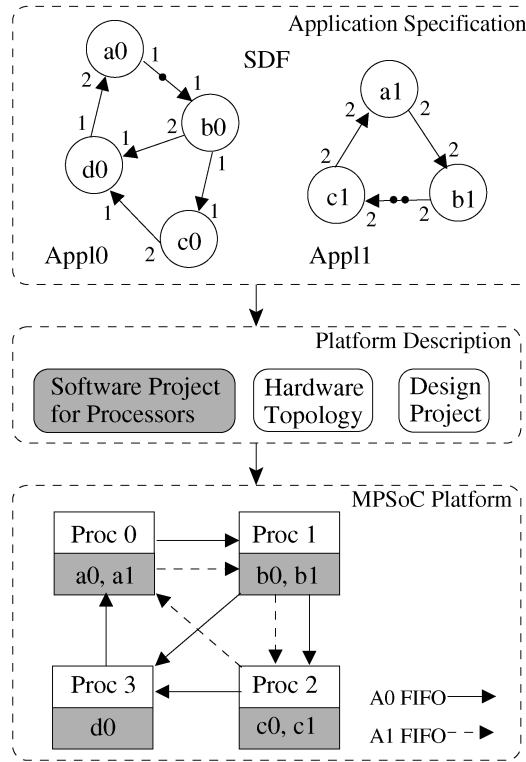 Application Specification
SDF
a0
1
2
1
1
b0
1
2
1
d0
1
1
2
c0
Appl0
a1
2
2
2
2
c1
2
2
b1
Appl1
Platform Description
Software Project
for Processors
Hardware
Topology
Design
Project
MPSoC Platform
Proc 0
a0, a1
Proc 1
b0, b1
Proc 3
d0
Proc 2
c0, c1
A0 FIFO
A1 FIFO